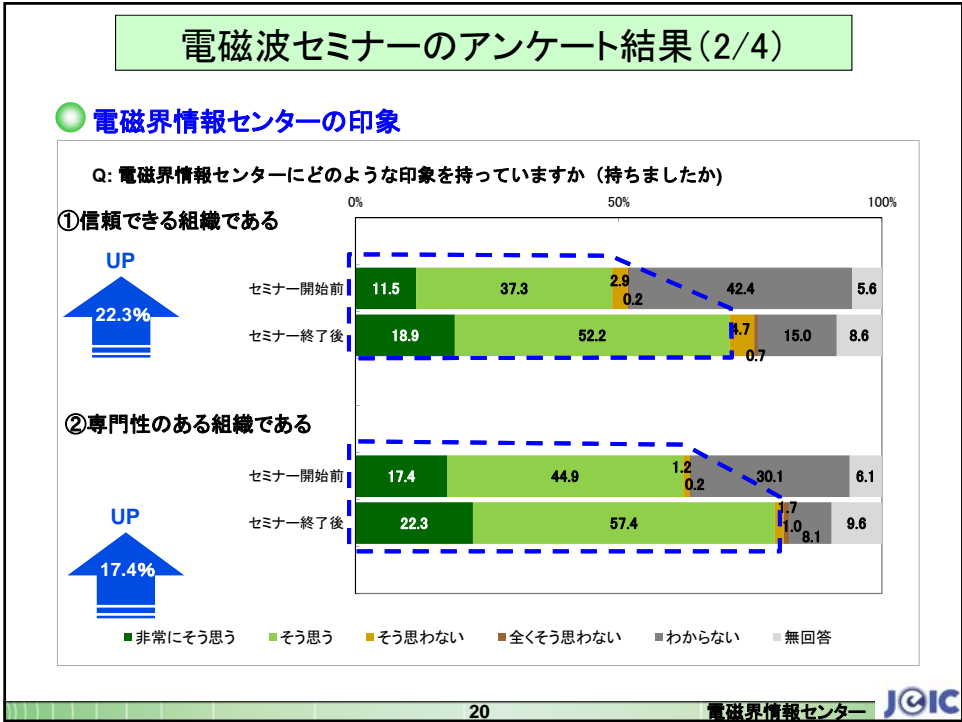 電磁波セミナーのアンケート結果(2/4)
電磁界情報センターの印象
Q: 電磁界情報センターにどのような印象を持っていますか（持ちましたか)
0% 50% 100%
①信頼できる組織である
UP
22.3%
セミナー開始前 11.5 37.3 2.9 0.2 42.4 5.6
セミナー終了後 18.9 52.2 4.7 0.7 15.0 8.6
②専門性のある組織である
セミナー開始前 17.4 44.9 1.2 0.2 30.1 6.1
セミナー終了後 22.3 57.4 1.7 1.0 8.1 9.6
UP
17.4%
非常にそう思う そう思う そう思わない 全くそう思わない わからない 無回答
20 電磁界情報センター JEIC